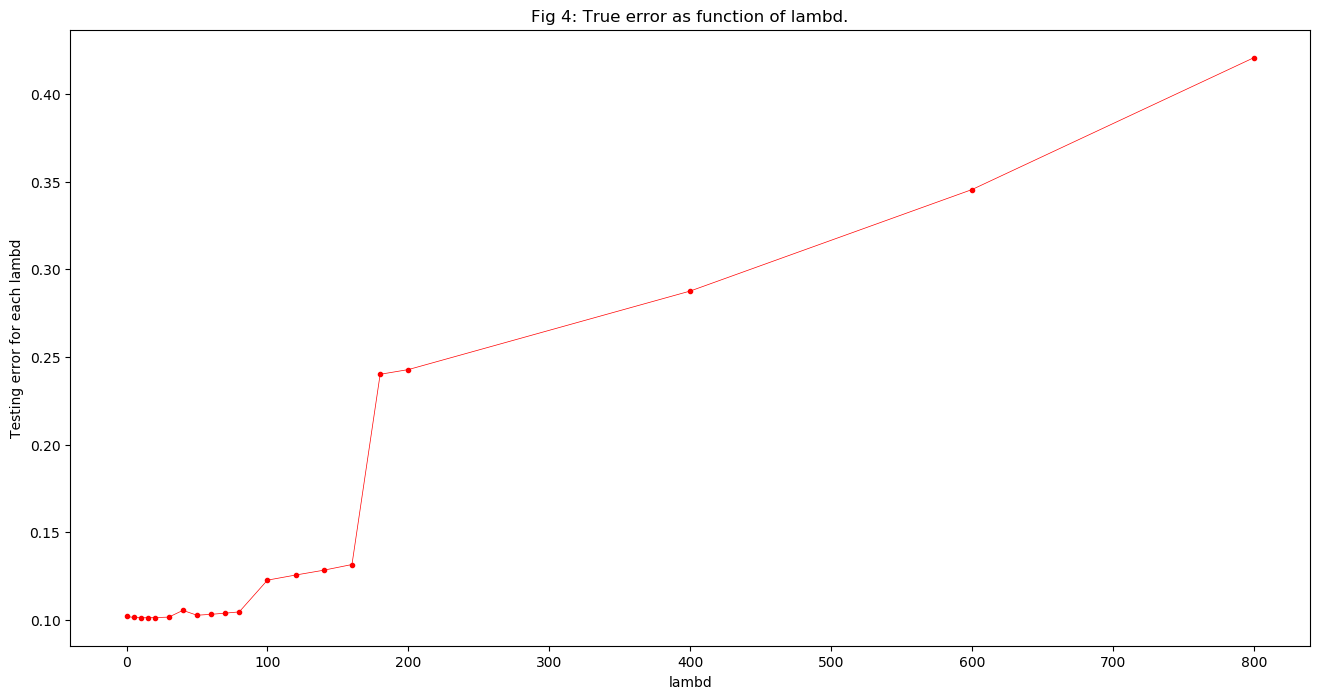 Fig 4: True error as function of lambd.
Testing error for each lambd
0.40
0.35
0.30
0.25
0.20
0.15
0.10
0 100 200 300 400 500 600 700 800
lambd